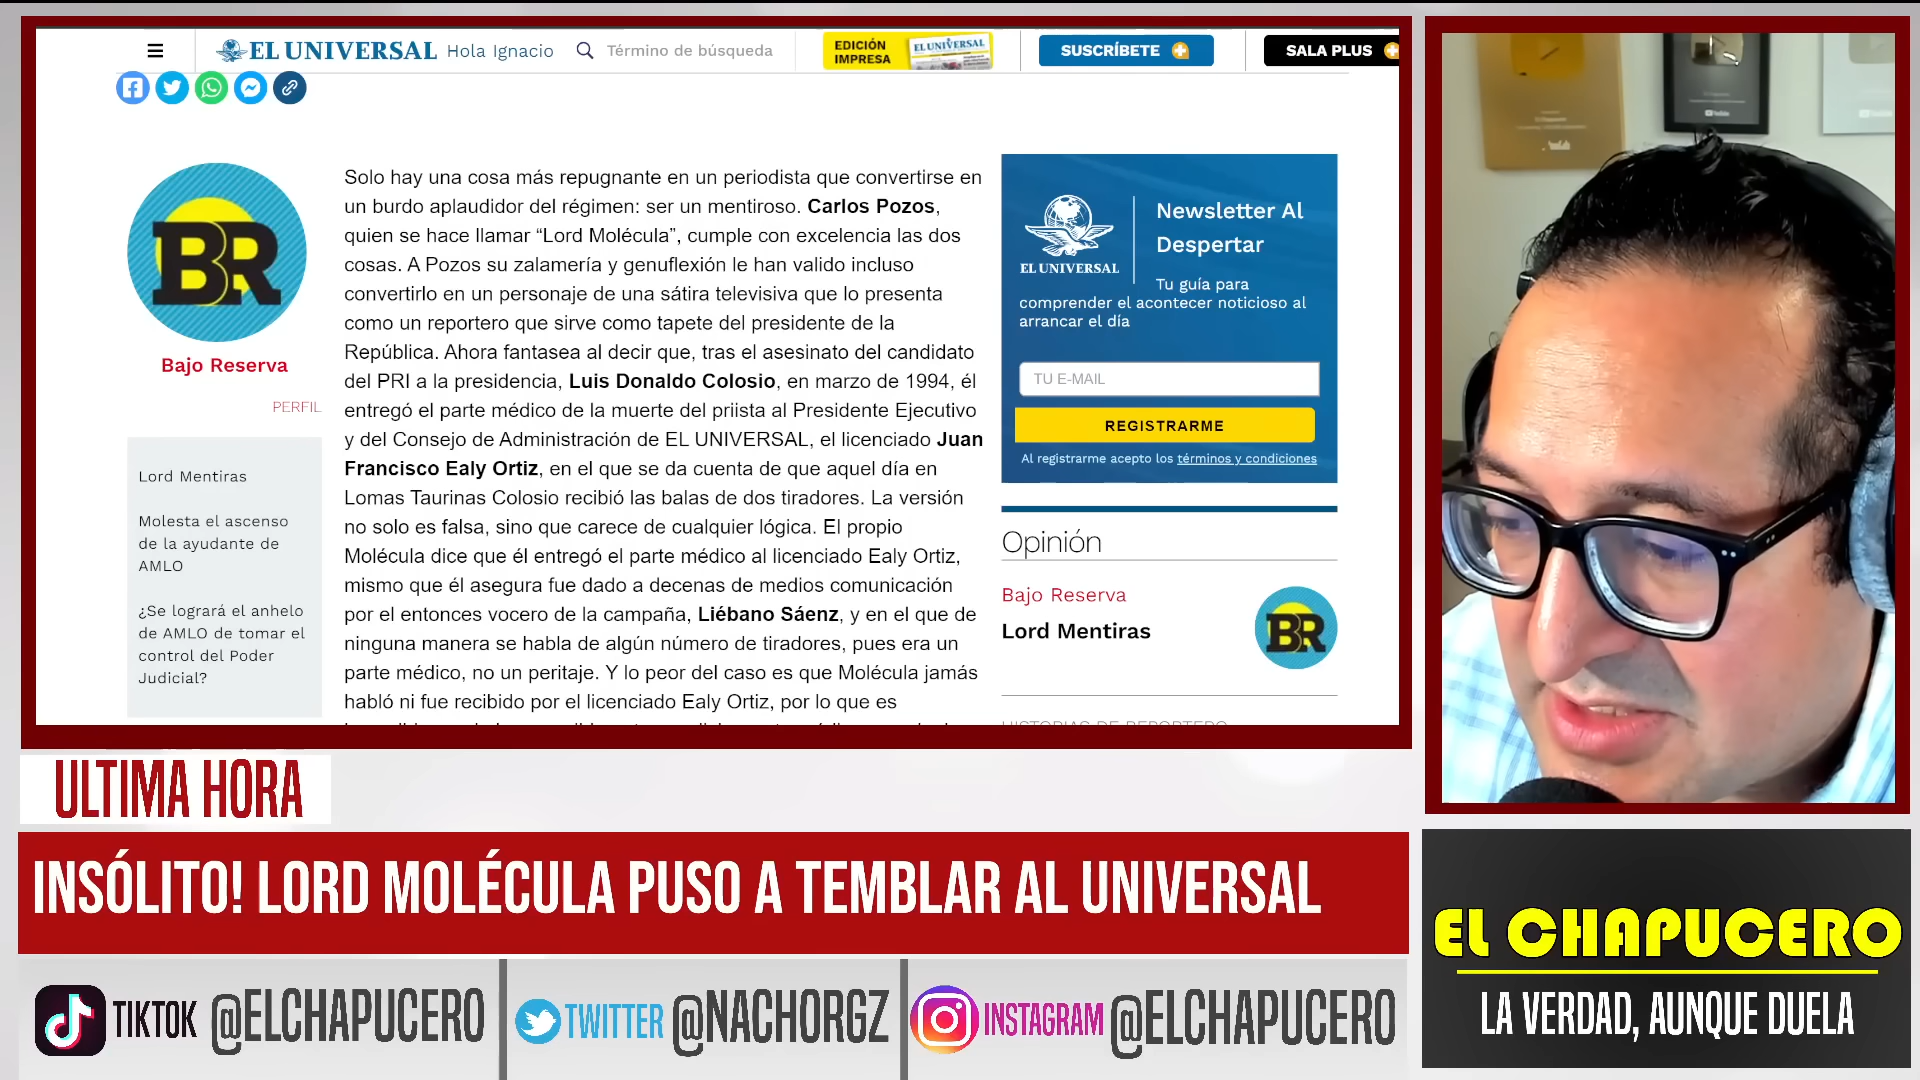 EL UNIVERSAL Hola Ignacio Término de búsqueda EDICIÓN IMPRESA EL UNIVERSAL SUSCRÍBETE SALA PLUS
BR
Bajo Reserva
PERFIL
Lord Mentiras
Molesta el ascenso
de la ayudante de
AMLO
¿Se logrará el anhelo
de AMLO de tomar el
control del Poder
Judicial?
Solo hay una cosa más repugnante en un periodista que convertirse en
un burdo aplaudidor del régimen: ser un mentiroso. Carlos Pozos,
quien se hace llamar “Lord Molécula”, cumple con excelencia las dos
cosas. A Pozos su zalamería y genuflexión le han valido incluso
convertirlo en un personaje de una sátira televisiva que lo presenta
como un reportero que sirve como tapete del presidente de la
República. Ahora fantasea al decir que, tras el asesinato del candidato
del PRI a la presidencia, Luis Donaldo Colosio, en marzo de 1994, él
entregó el parte médico de la muerte del priista al Presidente Ejecutivo
y del Consejo de Administración de EL UNIVERSAL, el licenciado Juan
Francisco Ealy Ortiz, en el que se da cuenta de que aquel día en
Lomas Taurinas Colosio recibió las balas de dos tiradores. La versión
no solo es falsa, sino que carece de cualquier lógica. El propio
Molécula dice que él entregó el parte médico al licenciado Ealy Ortiz,
mismo que él asegura fue dado a decenas de medios comunicación
por el entonces vocero de la campaña, Liébano Sáenz, y en el que de
ninguna manera se habla de algún número de tiradores, pues era un
parte médico, no un peritaje. Y lo peor del caso es que Molécula jamás
habló ni fue recibido por el licenciado Ealy Ortiz, por lo que es
EL UNIVERSAL
Newsletter Al
Despertar
Tu guía para
comprender el acontecer noticioso al
arrancar el día
TU E-MAIL
REGISTRARME
Al registrarme acepto los términos y condiciones
Opinión
Bajo Reserva
Lord Mentiras
BR
HISTORIAS DE REPORTERO
YouTube
ULTIMA HORA
INSÓLITO! LORD MOLÉCULA PUSO A TEMBLAR AL UNIVERSAL
TIKTOK @ELCHAPUCERO TWITTER @NACHORGZ INSTAGRAM @ELCHAPUCERO
EL CHAPUCERO
LA VERDAD, AUNQUE DUELA